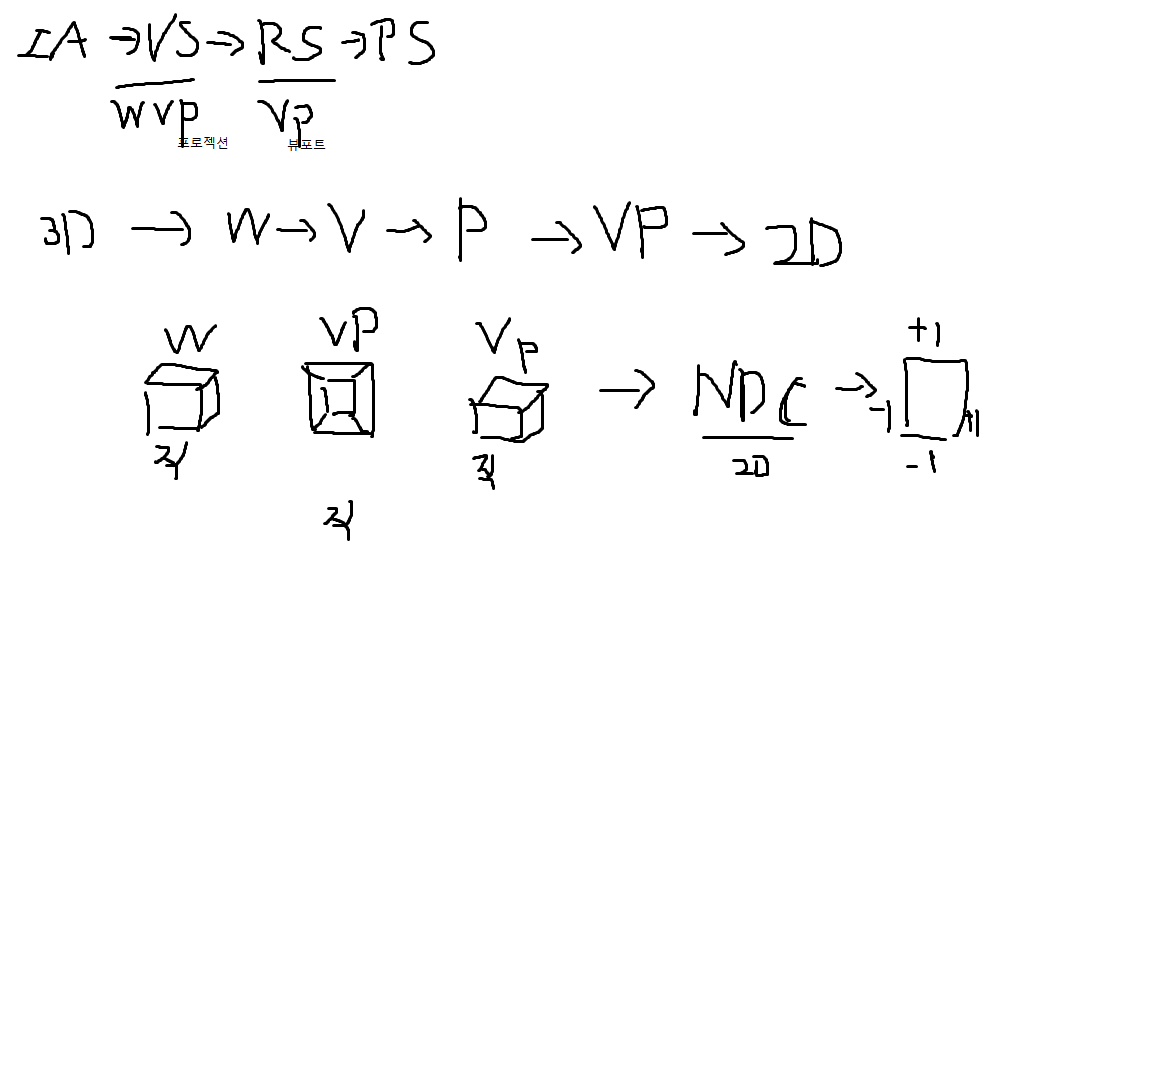 IA → VS → RS → PS
WVP VP
프로젝션 뷰포트
3D → W → V → P → VP → 2D
W VP VP +1
→ NDC → -1 +1
직 직 2D -1
직